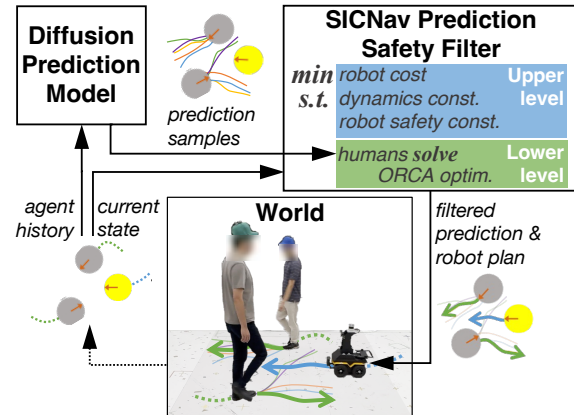 Diffusion
Prediction
Model
prediction
samples
SICNav Prediction
Safety Filter
min robot cost
s.t. dynamics const.
robot safety const.
Upper
level
humans solve
ORCA optim.
Lower
level
agent
history
current
state
World
filtered
prediction &
robot plan